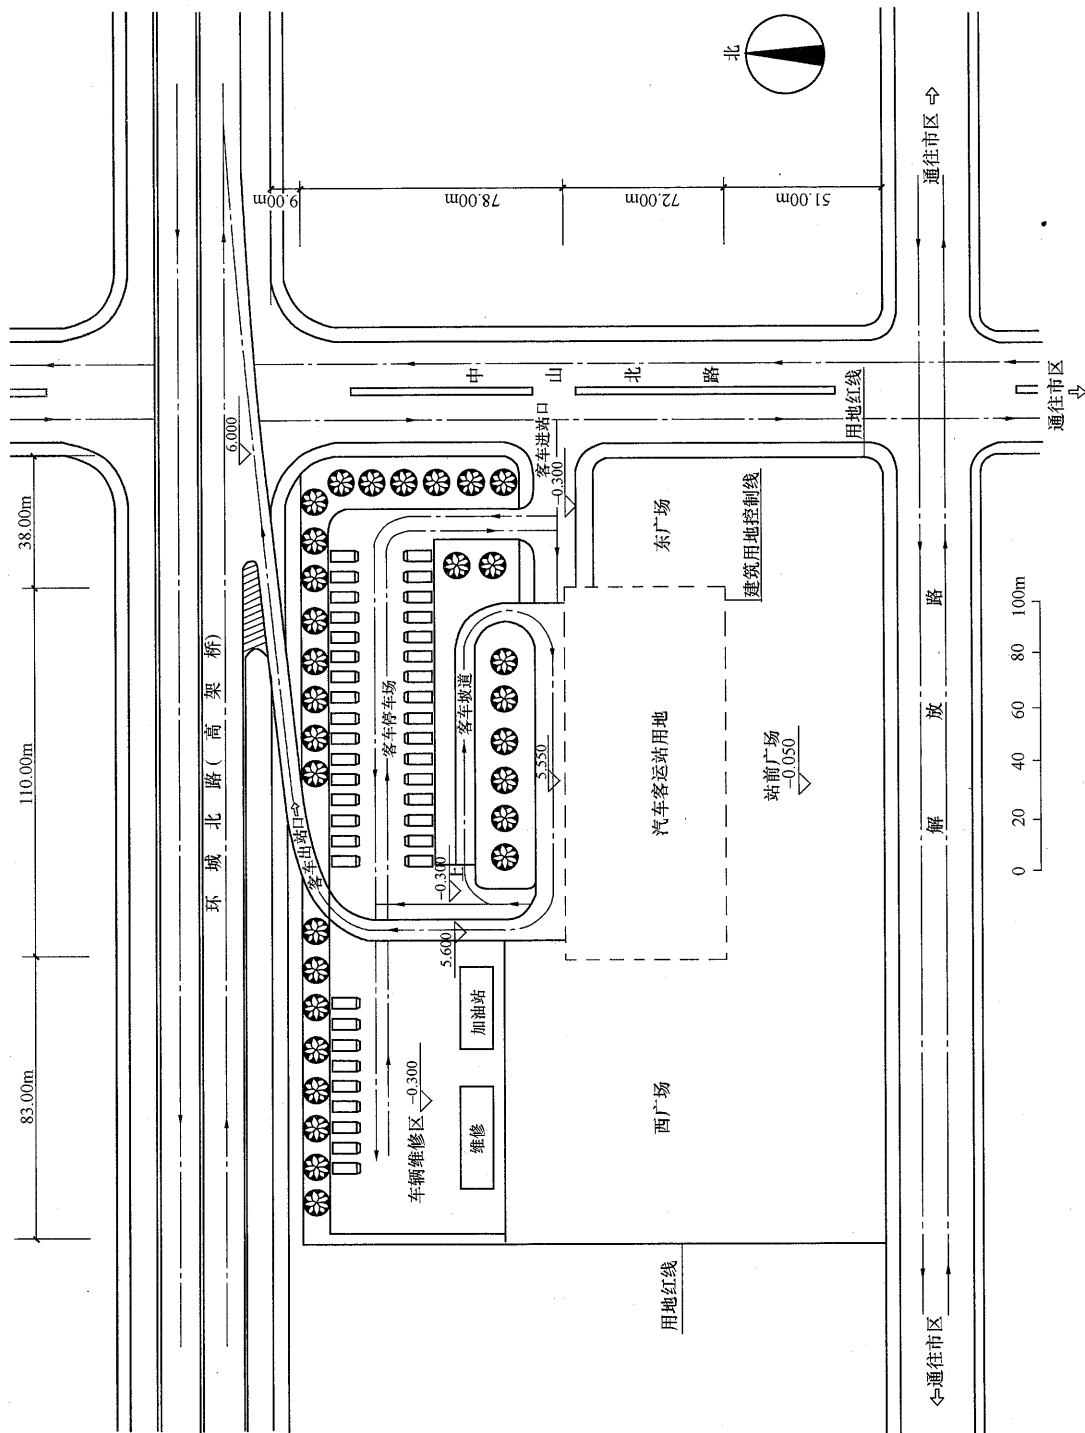 北
通往市区
9.00m
78.00m
72.00m
51.00m
中山北路
用地红线
通往市区
6.000
客车进站口
-0.300
38.00m
110.00m
83.00m
东广场
建筑用地控制线
环城北路(高架桥)
客车停车场
客车坡道
客车出站口
上
-0.300
5.550
5.600
汽车客运站用地
站前广场
-0.050
解放路
0 20 40 60 80 100m
加油站
维修
车辆维修区
-0.300
西广场
用地红线
通往市区